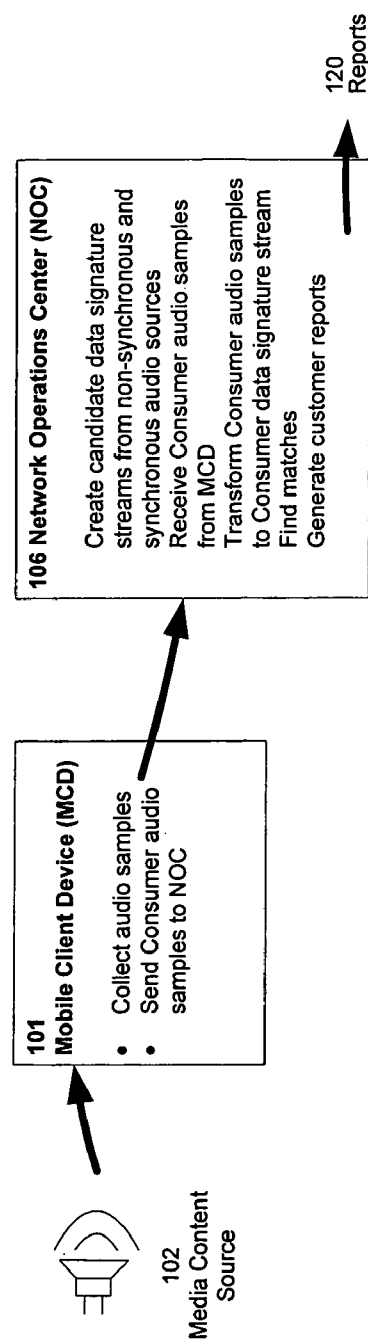 102
Media Content
Source
101
Mobile Client Device (MCD)
• Collect audio samples
• Send Consumer audio
samples to NOC
106 Network Operations Center (NOC)
Create candidate data signature
streams from non-synchronous and
synchronous audio sources
Receive Consumer audio samples
from MCD
Transform Consumer audio samples
to Consumer data signature stream
Find matches
Generate customer reports
120
Reports